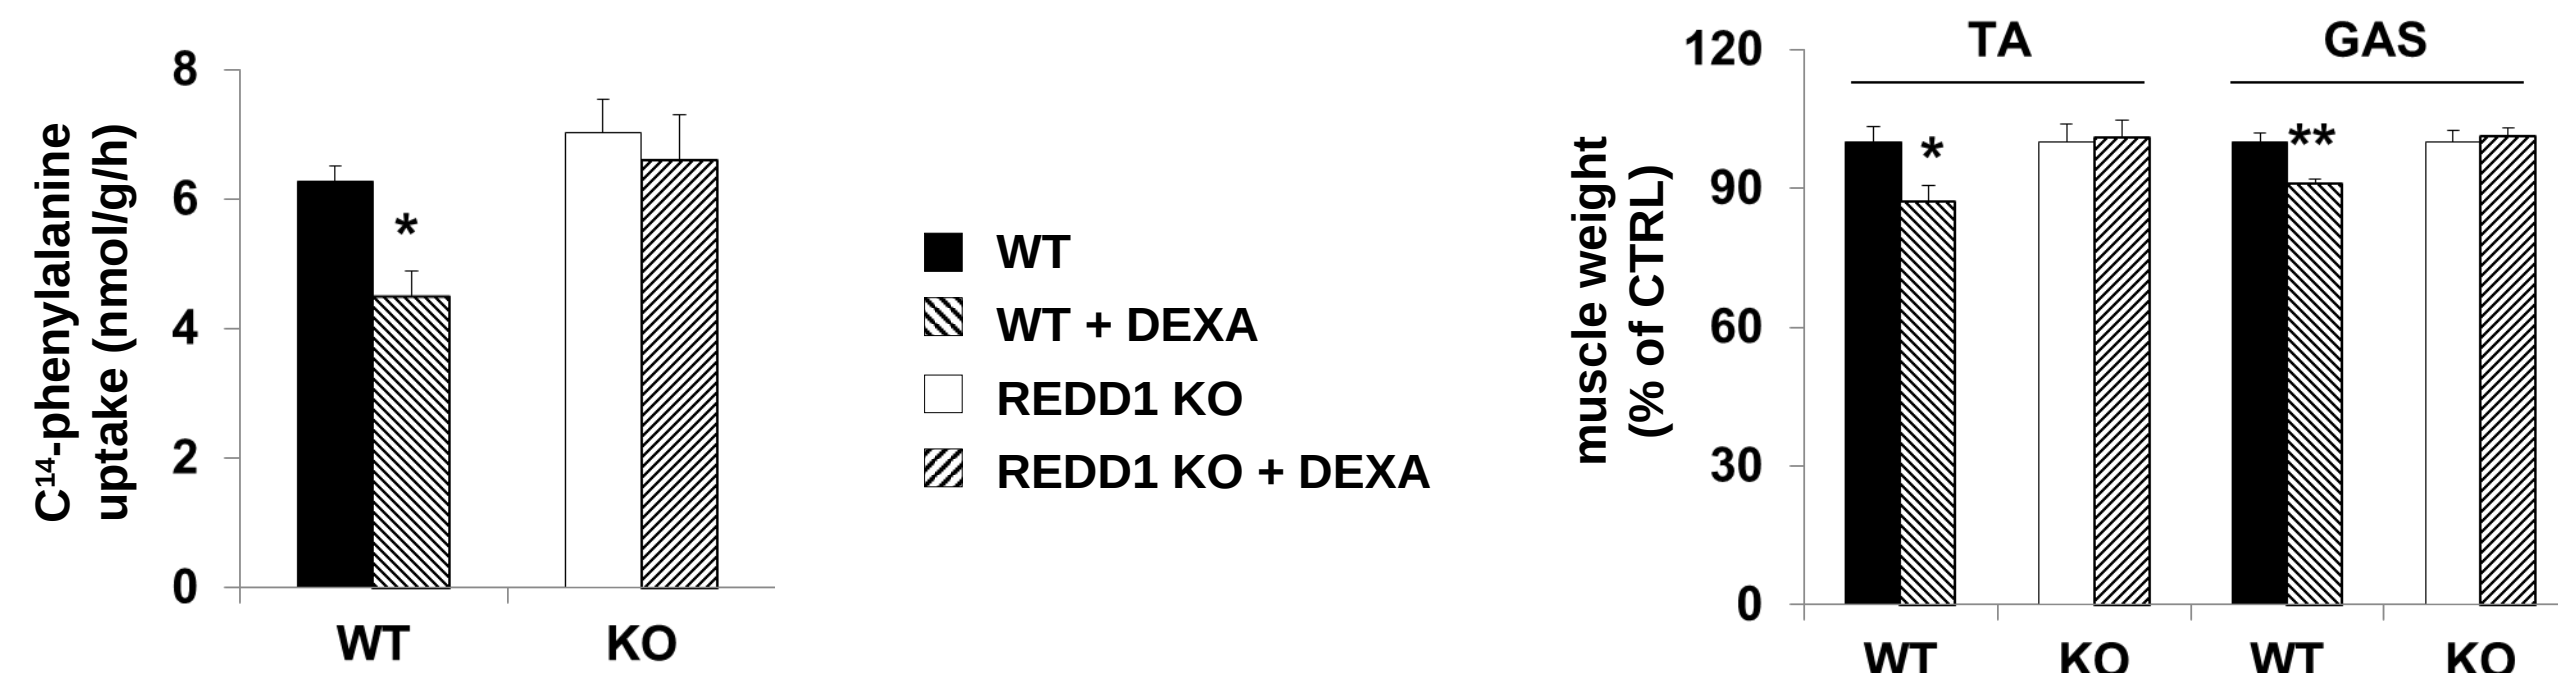 C¹⁴-phenylalanine
uptake (nmol/g/h)
8
6
4
2
0
*
WT
KO
WT
WT + DEXA
REDD1 KO
REDD1 KO + DEXA
muscle weight
(% of CTRL)
120
90
60
30
0
TA
GAS
*
**
WT
KO
WT
KO